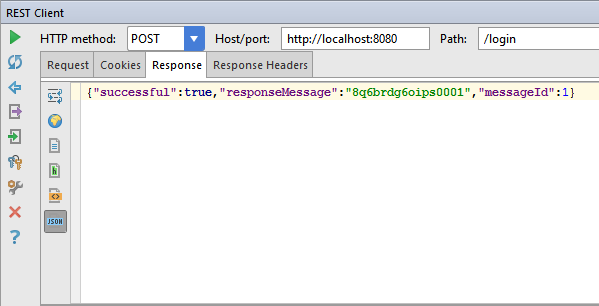 REST Client
HTTP method: POST Host/port: http://localhost:8080 Path: /login
Request Cookies Response Response Headers
{"successful":true,"responseMessage":"8q6brdg6oips0001","messageId":1}
h
JSON
?